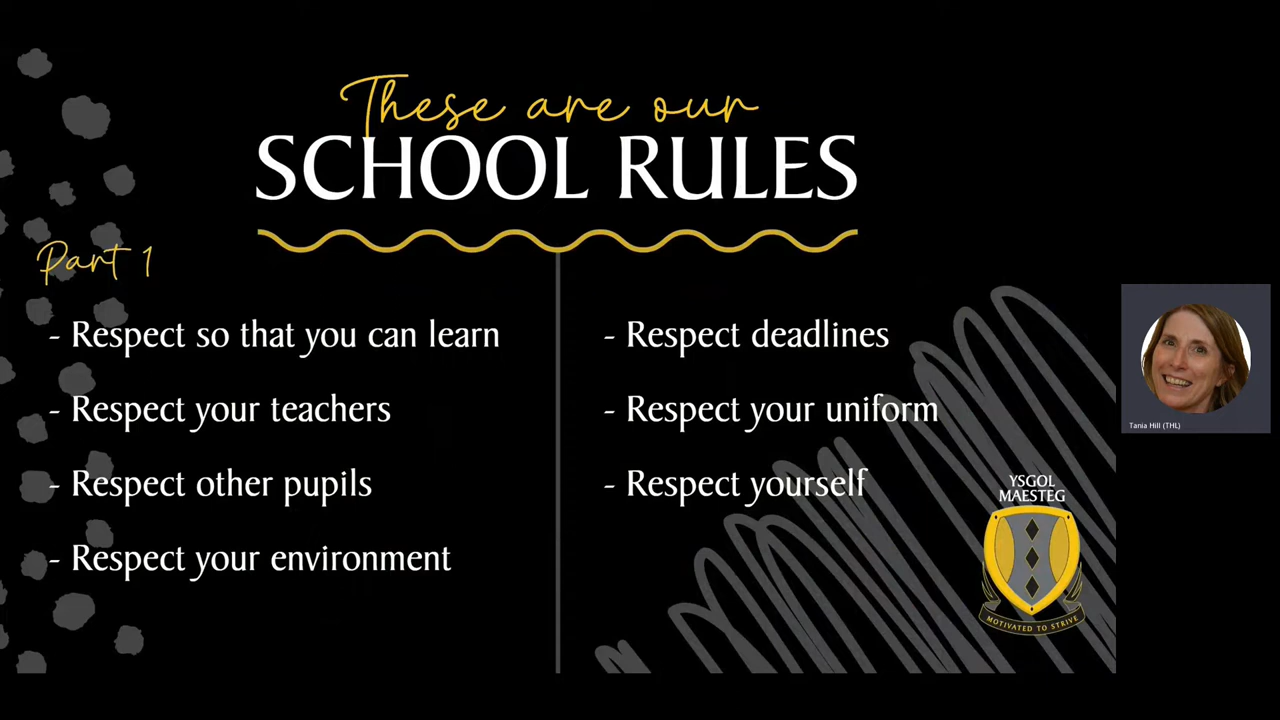 These are our
SCHOOL RULES
Part 1
- Respect so that you can learn
- Respect your teachers
- Respect other pupils
- Respect your environment
- Respect deadlines
- Respect your uniform
- Respect yourself
YSGOL
MAESTEG
MOTIVATED TO STRIVE
Tania Hill (THL)